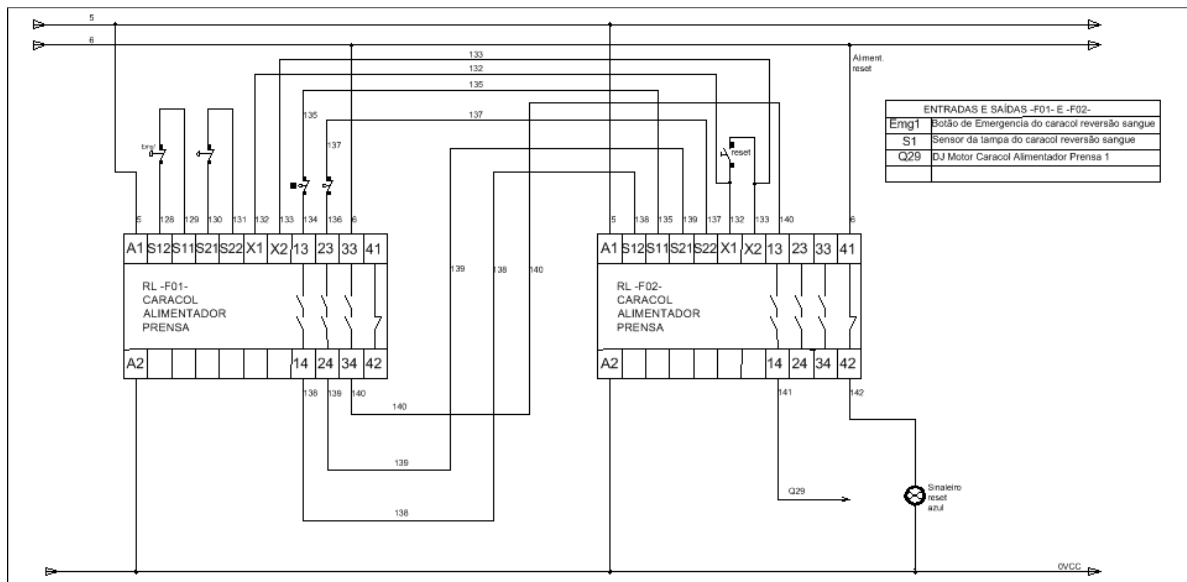 5
6
133
132
135
137
135
137
Aliment.
reset
reset
ENTRADAS E SAÍDAS -F01- E -F02-
Emg1 Botão de Emergencia do caracol reversão sangue
S1 Sensor da tampa do caracol reversão sangue
Q29 DJ Motor Caracol Alimentador Prensa 1
5 128 129 130 131 132 133 134 136 6
5 138 135 139 137 132 133 140 6
A1 S12 S11 S21 S22 X1 X2 13 23 33 41
A1 S12 S11 S21 S22 X1 X2 13 23 33 41
139 138 140
RL -F01-
CARACOL
ALIMENTADOR
PRENSA
RL -F02-
CARACOL
ALIMENTADOR
PRENSA
A2 14 24 34 42
A2 14 24 34 42
138 139 140
141 142
140
139
138
Q29
Sinaleiro
reset
azul
0VCC